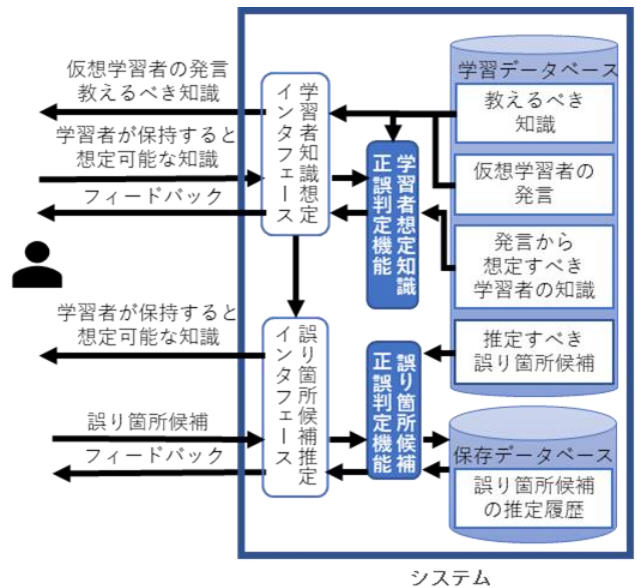 仮想学習者の発言
教えるべき知識
学習者が保持すると
想定可能な知識
フィードバック
学習者知識想定
インタフェース
学習者想定知識
正誤判定機能
学習データベース
教えるべき
知識
仮想学習者の
発言
発言から
想定すべき
学習者の知識
推定すべき
誤り箇所候補
学習者が保持すると
想定可能な知識
誤り箇所候補
フィードバック
誤り箇所候補推定
インタフェース
誤り箇所候補
正誤判定機能
保存データベース
誤り箇所候補
の推定履歴
システム